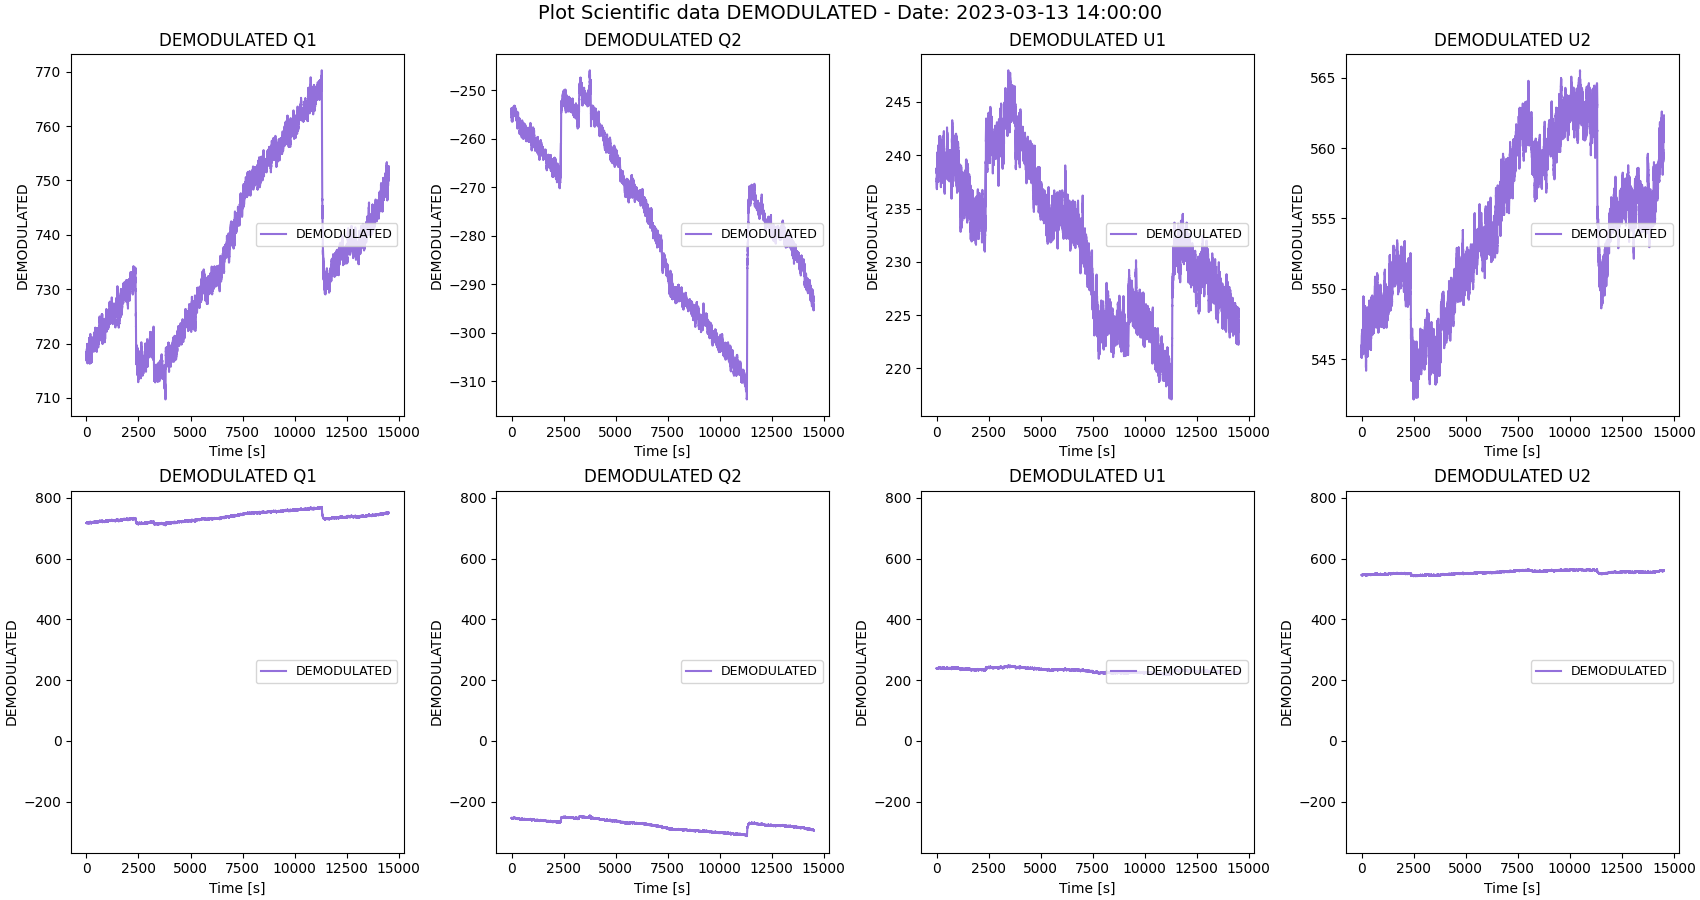 Plot Scientific data DEMODULATED - Date: 2023-03-13 14:00:00
DEMODULATED Q1
DEMODULATED
770
760
750
740
730
720
710
DEMODULATED
0 2500 5000 7500 10000 12500 15000
Time [s]
DEMODULATED Q2
DEMODULATED
−250
−260
−270
−280
−290
−300
−310
DEMODULATED
0 2500 5000 7500 10000 12500 15000
Time [s]
DEMODULATED U1
DEMODULATED
245
240
235
230
225
220
DEMODULATED
0 2500 5000 7500 10000 12500 15000
Time [s]
DEMODULATED U2
DEMODULATED
565
560
555
550
545
DEMODULATED
0 2500 5000 7500 10000 12500 15000
Time [s]
DEMODULATED Q1
DEMODULATED
800
600
400
200
0
−200
DEMODULATED
0 2500 5000 7500 10000 12500 15000
Time [s]
DEMODULATED Q2
DEMODULATED
800
600
400
200
0
−200
DEMODULATED
0 2500 5000 7500 10000 12500 15000
Time [s]
DEMODULATED U1
DEMODULATED
800
600
400
200
0
−200
DEMODULATED
0 2500 5000 7500 10000 12500 15000
Time [s]
DEMODULATED U2
DEMODULATED
800
600
400
200
0
−200
DEMODULATED
0 2500 5000 7500 10000 12500 15000
Time [s]